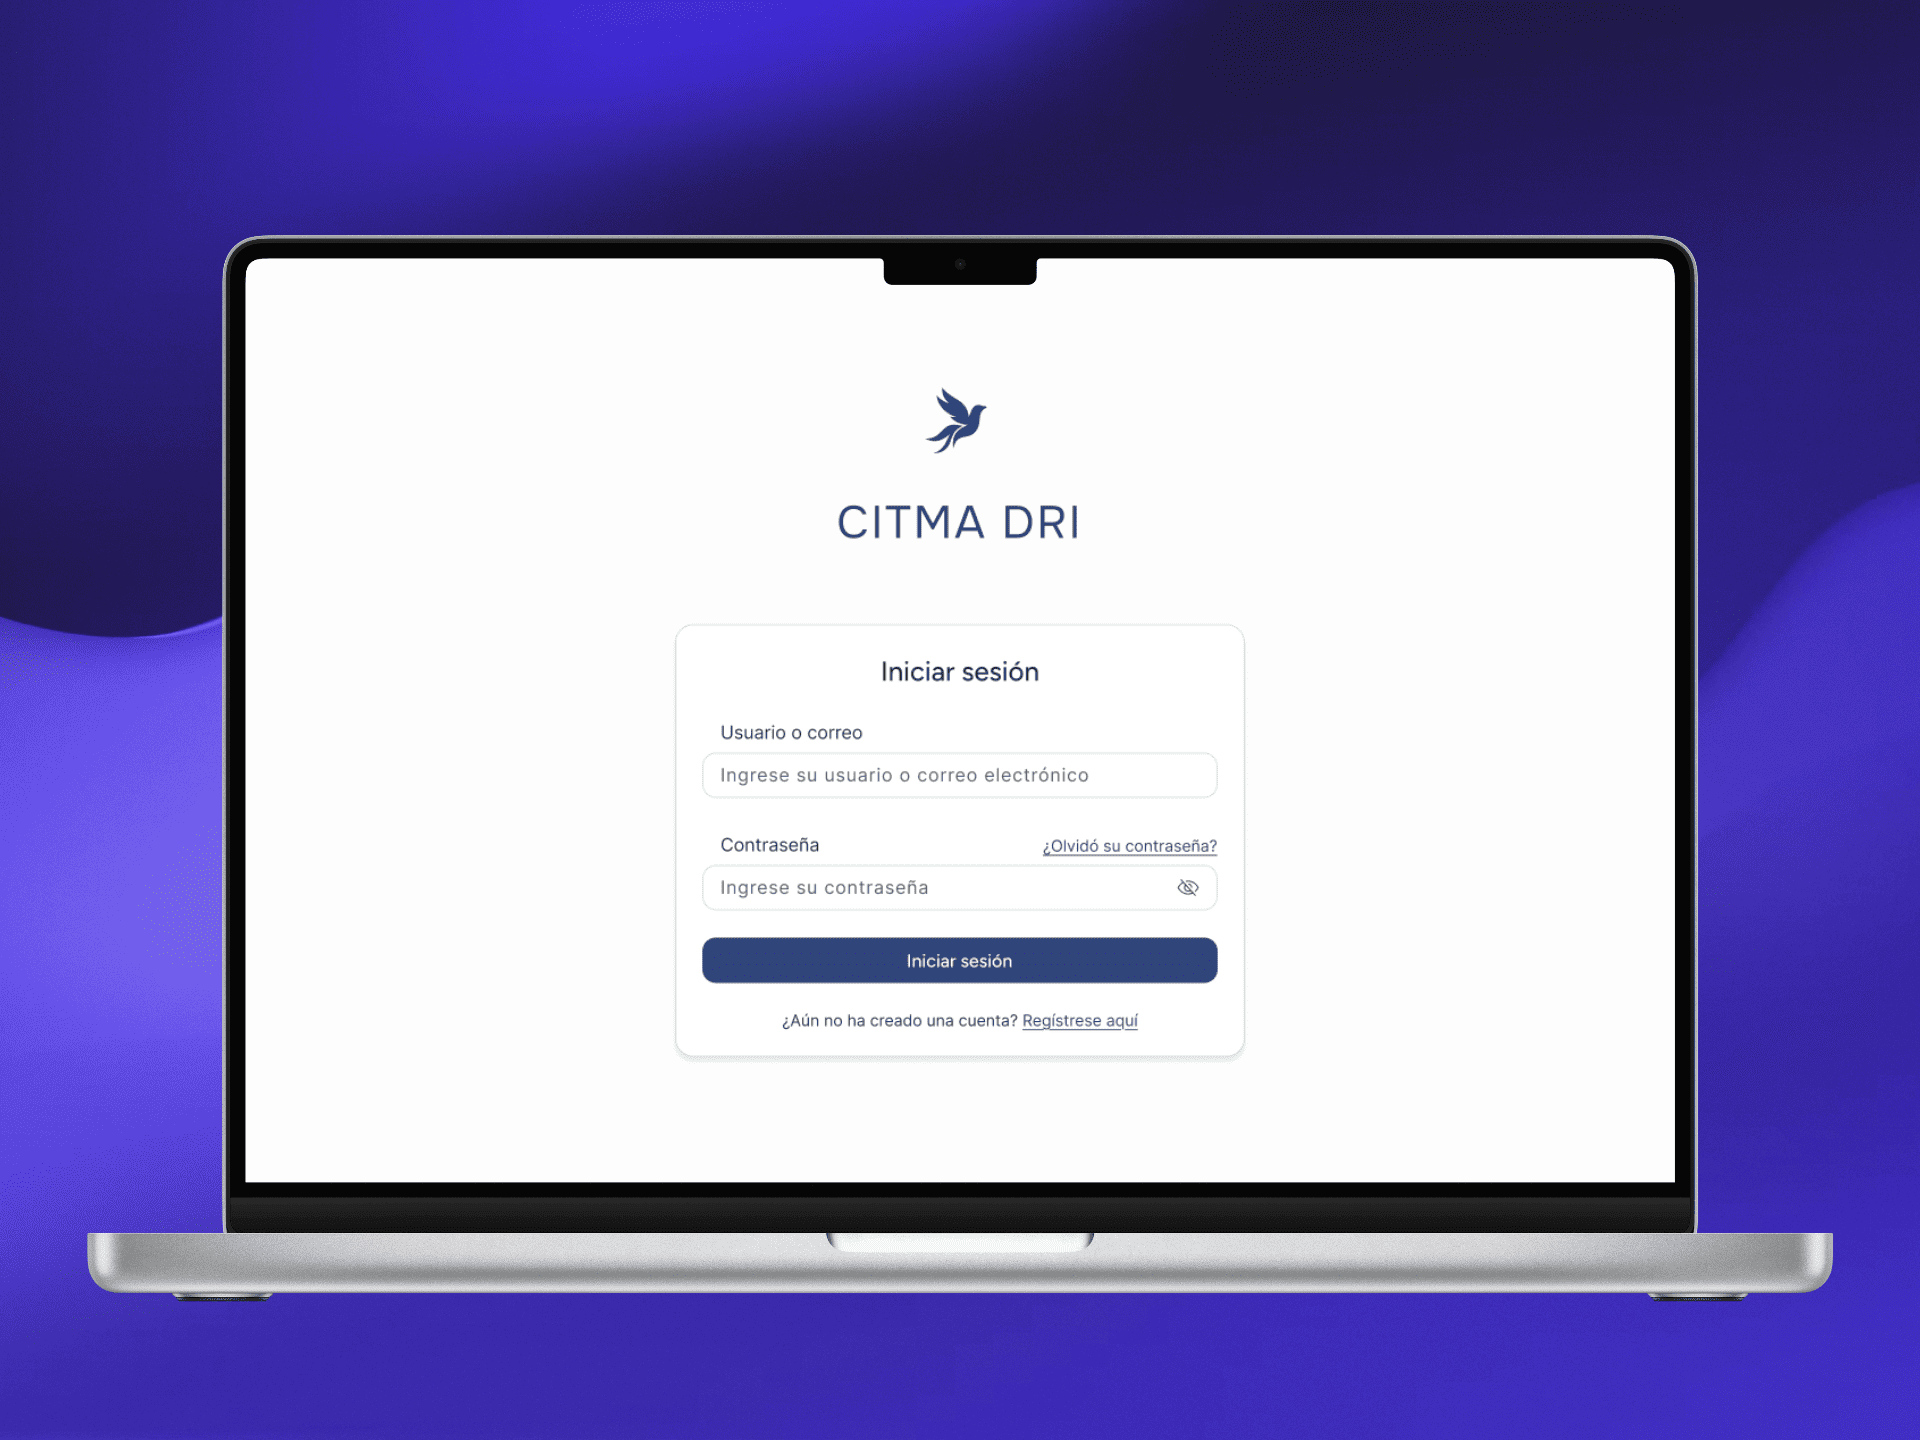 CITMA DRI
Iniciar sesión
Usuario o correo
Ingrese su usuario o correo electrónico
Contraseña ¿Olvidó su contraseña?
Ingrese su contraseña
Iniciar sesión
¿Aún no ha creado una cuenta? Regístrese aquí